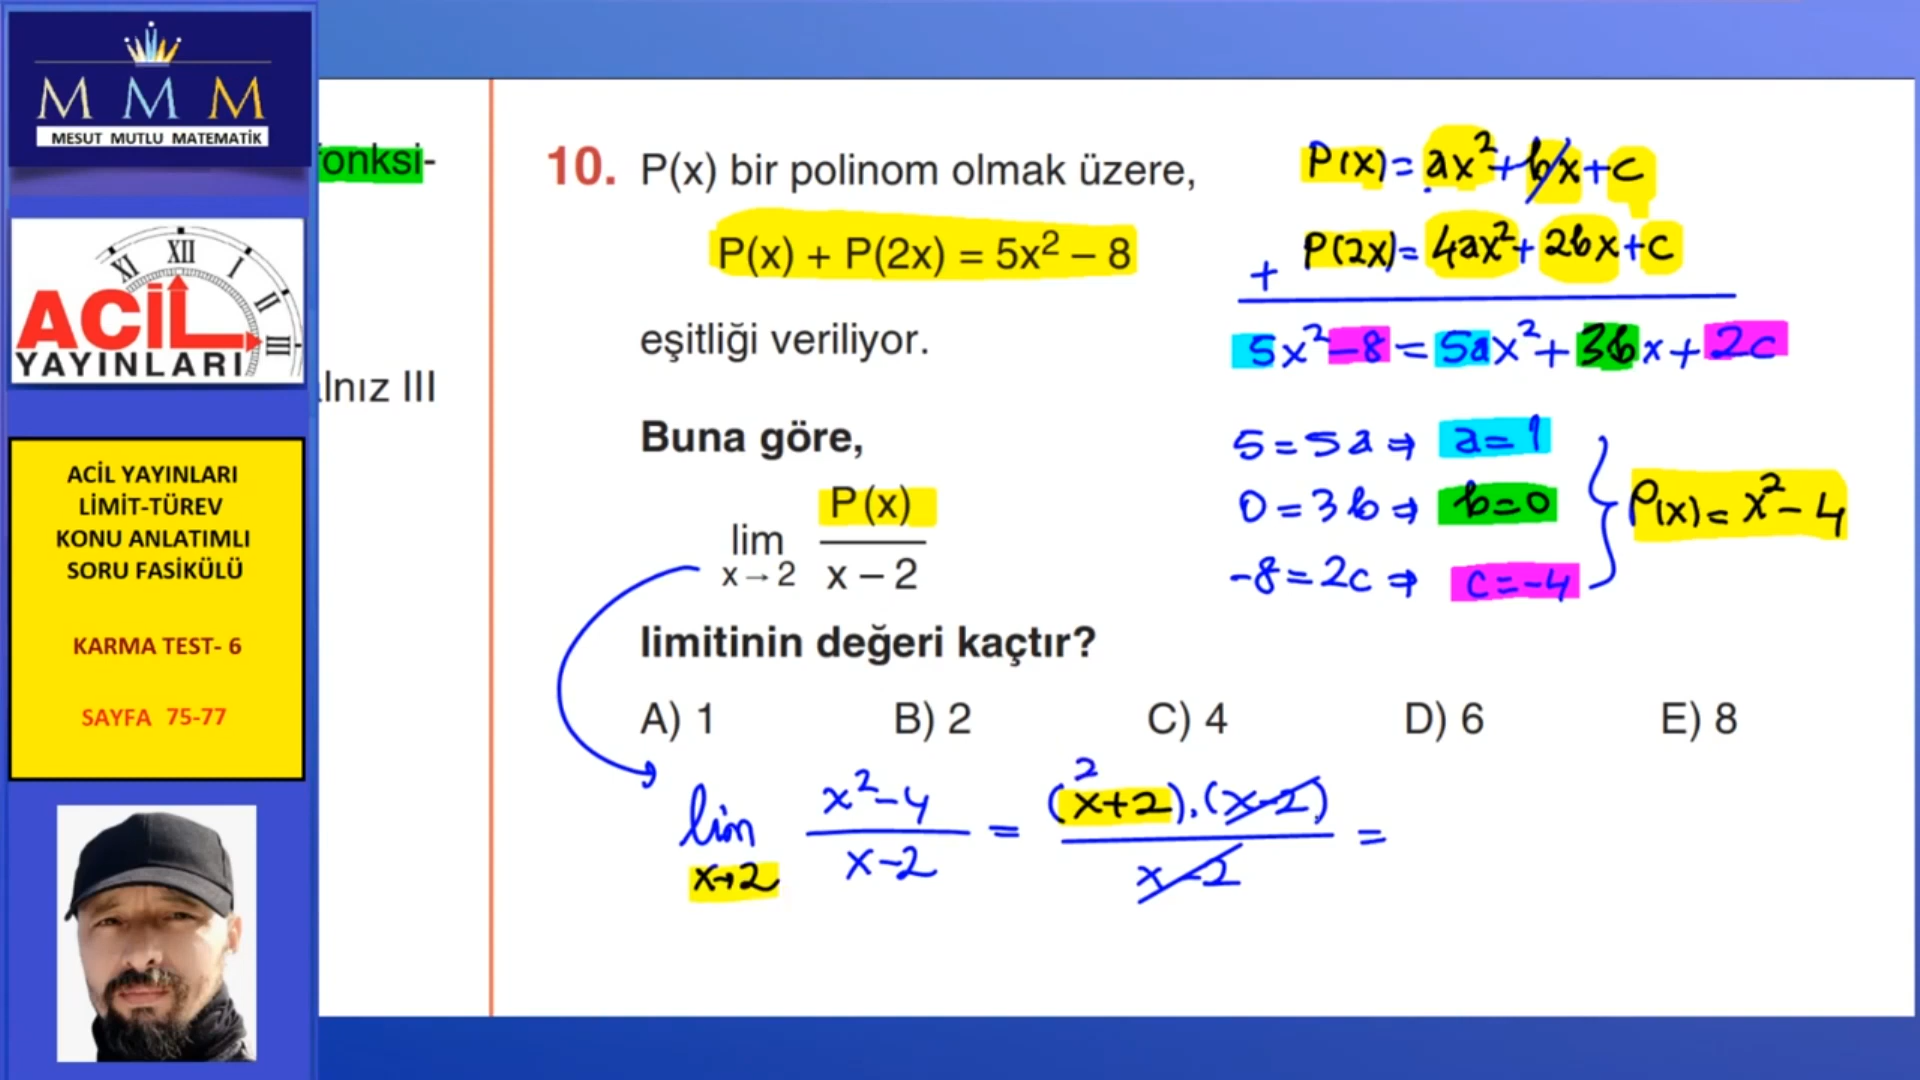 M M M
MESUT MUTLU MATEMATİK
XI XII I II III
ACİL
YAYINLARI
ACİL YAYINLARI
LİMİT-TÜREV
KONU ANLATIMLI
SORU FASİKÜLÜ
KARMA TEST- 6
SAYFA 75-77
onksi-
lnız III
10. P(x) bir polinom olmak üzere,
P(x) + P(2x) = 5x² – 8
eşitliği veriliyor.
Buna göre,
lim x→2 P(x) / x – 2
limitinin değeri kaçtır?
A) 1 B) 2 C) 4 D) 6 E) 8
P(x) = ax² + bx + c
+ P(2x) = 4ax² + 2bx + c
5x² - 8 = 5ax² + 3bx + 2c
5 = 5a ⇒ a = 1
0 = 3b ⇒ b = 0
-8 = 2c ⇒ c = -4
P(x) = x² - 4
lim x→2 x² - 4 / x - 2 = (x + 2).(x - 2) / x - 2 =
2